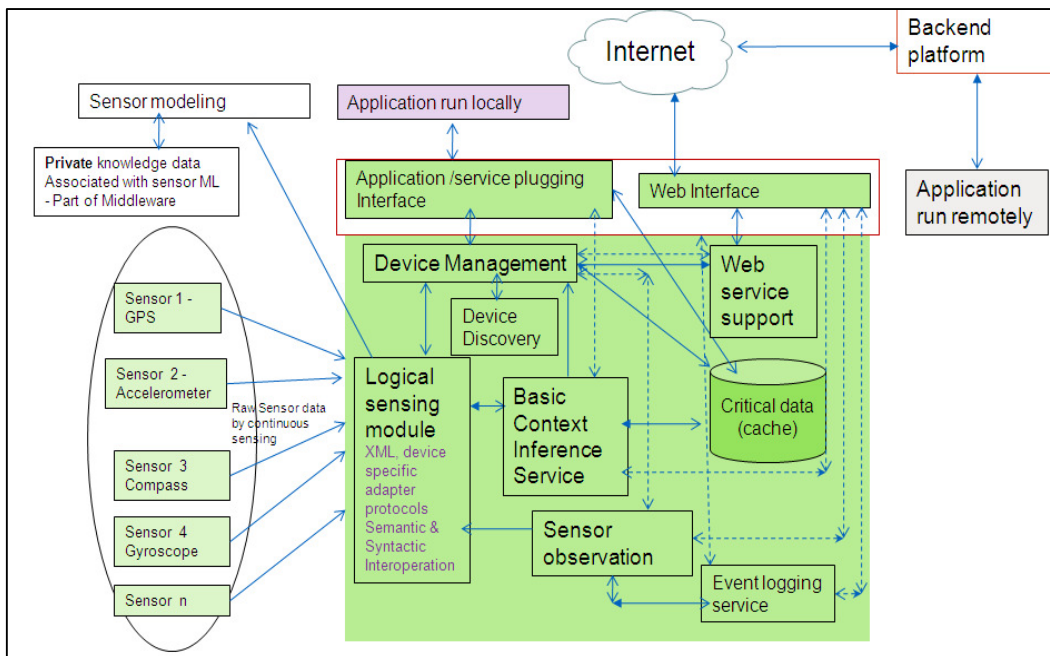 Internet
Backend
platform
Sensor modeling
Application run locally
Private knowledge data
Associated with sensor ML
- Part of Middleware
Application /service plugging
Interface
Web Interface
Application
run remotely
Device Management
Web
service
support
Device
Discovery
Sensor 1 -
GPS
Sensor 2 -
Accelerometer
Raw Sensor data
by continuous
sensing
Sensor 3
Compass
Sensor 4
Gyroscope
Sensor n
Logical
sensing
module
XML, device
specific
adapter
protocols
Semantic &
Syntactic
Interoperation
Basic
Context
Inference
Service
Critical data
(cache)
Sensor
observation
Event logging
service